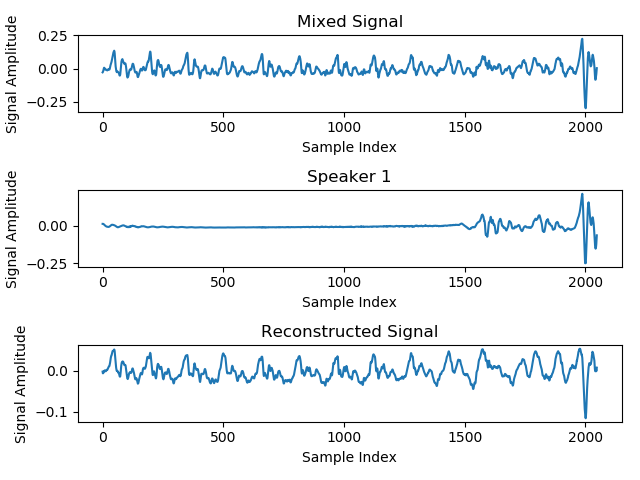 Mixed Signal
Signal Amplitude
0.25
0.00
−0.25
0 500 1000 1500 2000
Sample Index
Speaker 1
Signal Amplitude
0.00
−0.25
0 500 1000 1500 2000
Sample Index
Reconstructed Signal
Signal Amplitude
0.0
−0.1
0 500 1000 1500 2000
Sample Index